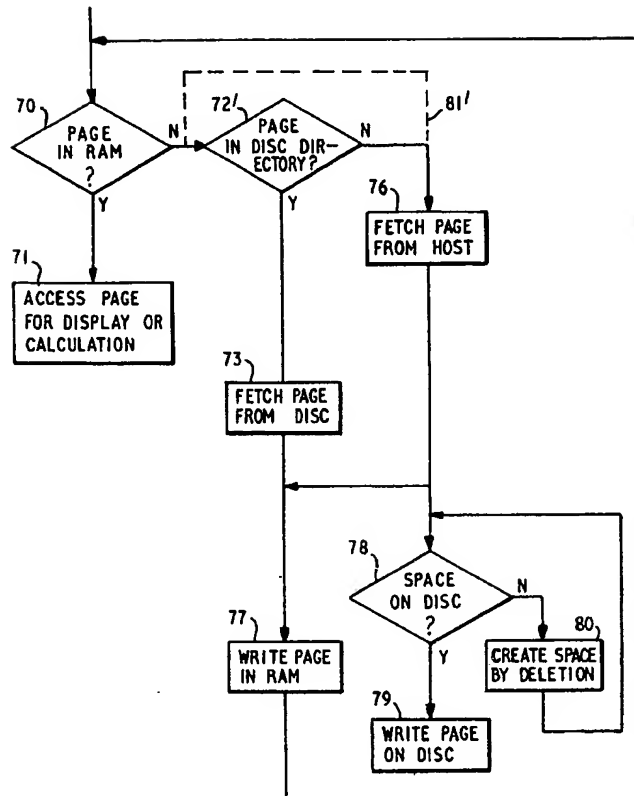 70
PAGE
IN RAM
?
N
Y
72'
PAGE
IN DISC DIR-
ECTORY?
N
Y
81'
76
FETCH PAGE
FROM HOST
71
ACCESS PAGE
FOR DISPLAY OR
CALCULATION
73
FETCH PAGE
FROM DISC
78
SPACE
ON DISC
?
N
Y
77
WRITE PAGE
IN RAM
80
CREATE SPACE
BY DELETION
79
WRITE PAGE
ON DISC